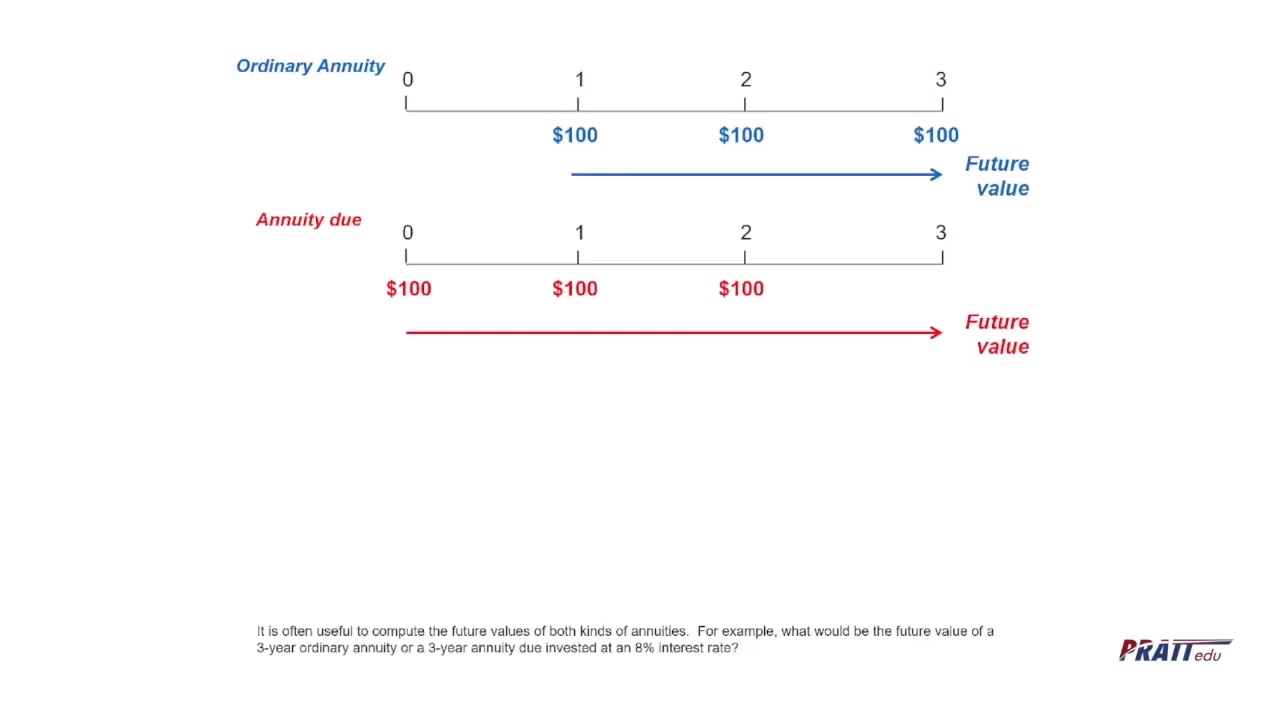 Ordinary Annuity
0 1 2 3
$100 $100 $100
Future
value
Annuity due
0 1 2 3
$100 $100 $100
Future
value
It is often useful to compute the future values of both kinds of annuities. For example, what would be the future value of a
3-year ordinary annuity or a 3-year annuity due invested at an 8% interest rate?
PRATT edu